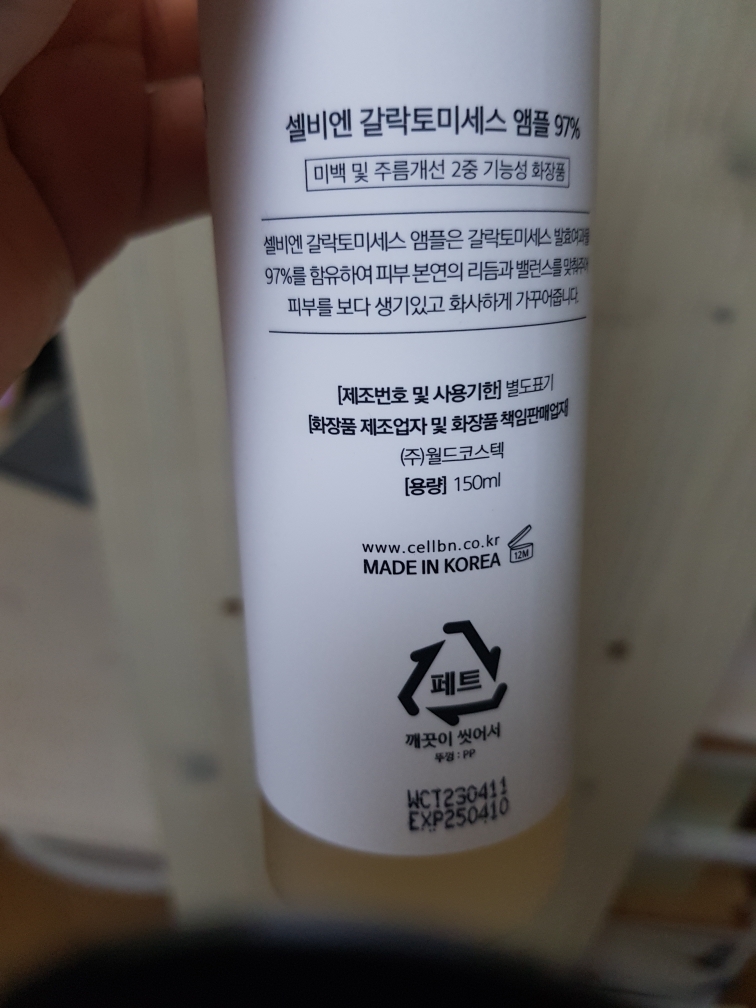 셀비엔 갈락토미세스 앰플 97%
미백 및 주름개선 2중 기능성 화장품
셀비엔 갈락토미세스 앰플은 갈락토미세스 발효여과물
97%를 함유하여 피부 본연의 리듬과 밸런스를 맞춰주어
피부를 보다 생기있고 화사하게 가꾸어줍니다.
[제조번호 및 사용기한] 별도표기
[화장품 제조업자 및 화장품 책임판매업자]
(주)월드코스텍
[용량] 150ml
www.cellbn.co.kr
12M
MADE IN KOREA
페트
깨끗이 씻어서
뚜껑 : PP
WCT230411
EXP250410